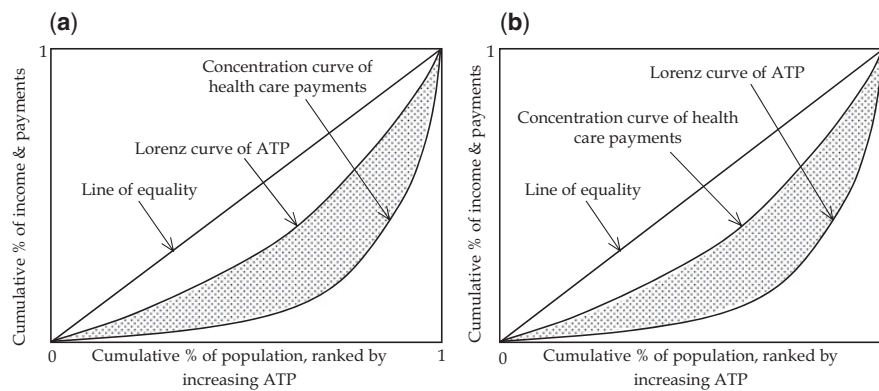 (a)
1
Concentration curve of
health care payments
Lorenz curve of ATP
Line of equality
Cumulative % of income & payments
0
1
Cumulative % of population, ranked by
increasing ATP
(b)
1
Lorenz curve of ATP
Concentration curve of health
care payments
Line of equality
Cumulative % of income & payments
0
Cumulative % of population, ranked by
increasing ATP